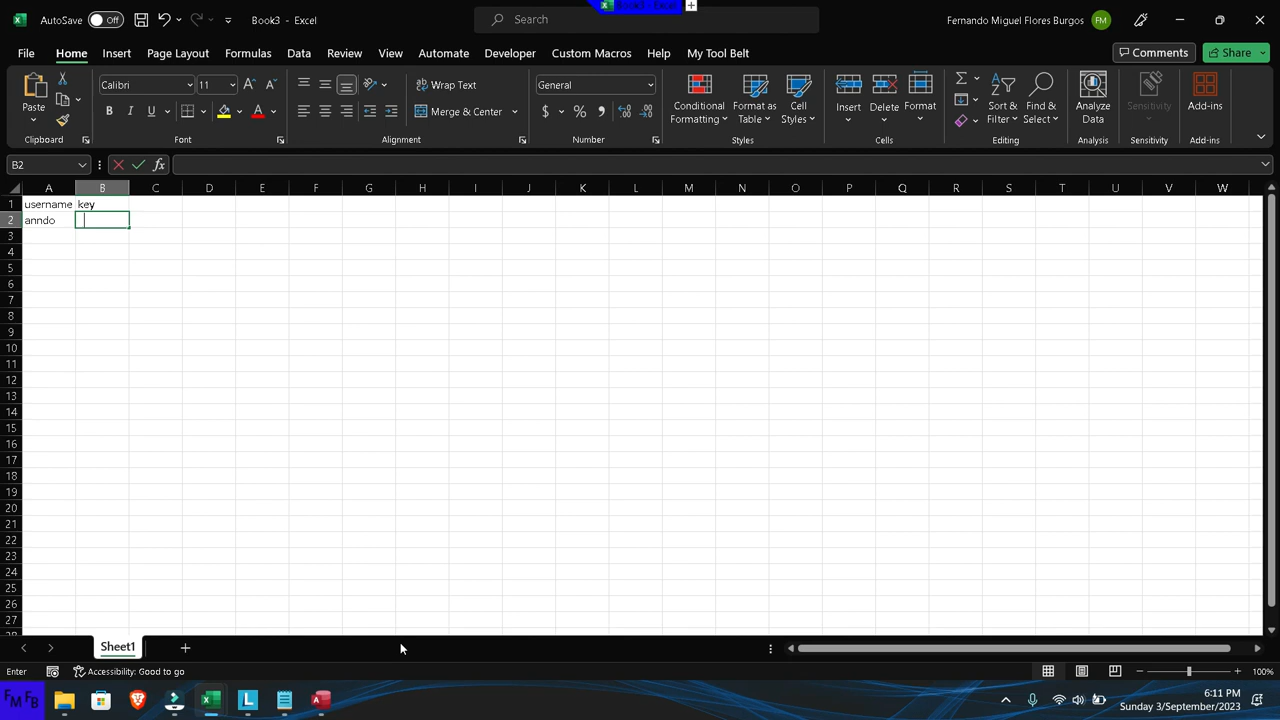 Book3 - Excel
AutoSave Off Book3 - Excel Search Fernando Miguel Flores Burgos FM
File Home Insert Page Layout Formulas Data Review View Automate Developer Custom Macros Help My Tool Belt Comments Share
Paste Calibri 11 Wrap Text General Conditional Formatting Format as Table Cell Styles Insert Delete Format Sort & Filter Find & Select Analyze Data Sensitivity Add-ins
B I U A Merge & Center $ %
Clipboard Font Alignment Number Styles Cells Editing Analysis Sensitivity Add-ins
B2 fx
A B C D E F G H I J K L M N O P Q R S T U V W
1 username key
2 anndo
3
4
5
6
7
8
9
10
11
12
13
14
15
16
17
18
19
20
21
22
23
24
25
26
27
28
Sheet1
Enter Accessibility: Good to go 100%
FM FB L 6:11 PM
Sunday 3/September/2023